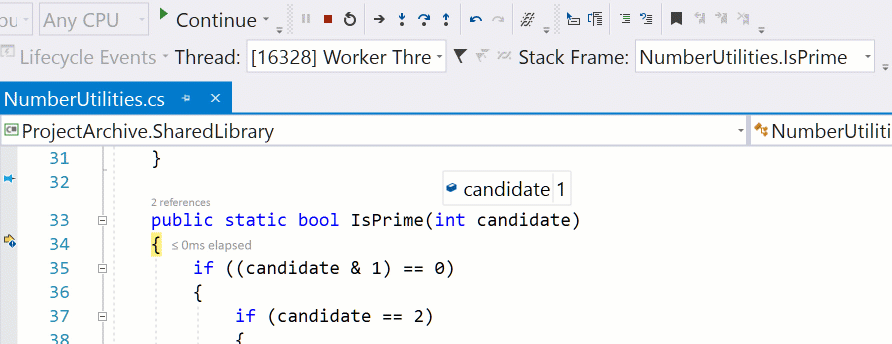 Any CPU Continue
Lifecycle Events Thread: [16328] Worker Thre Stack Frame: NumberUtilities.IsPrime
NumberUtilities.cs
ProjectArchive.SharedLibrary NumberUtiliti
31 }
32
candidate 1
2 references
33 public static bool IsPrime(int candidate)
34 { ≤ 0ms elapsed
35 if ((candidate & 1) == 0)
36 {
37 if (candidate == 2)
38 {